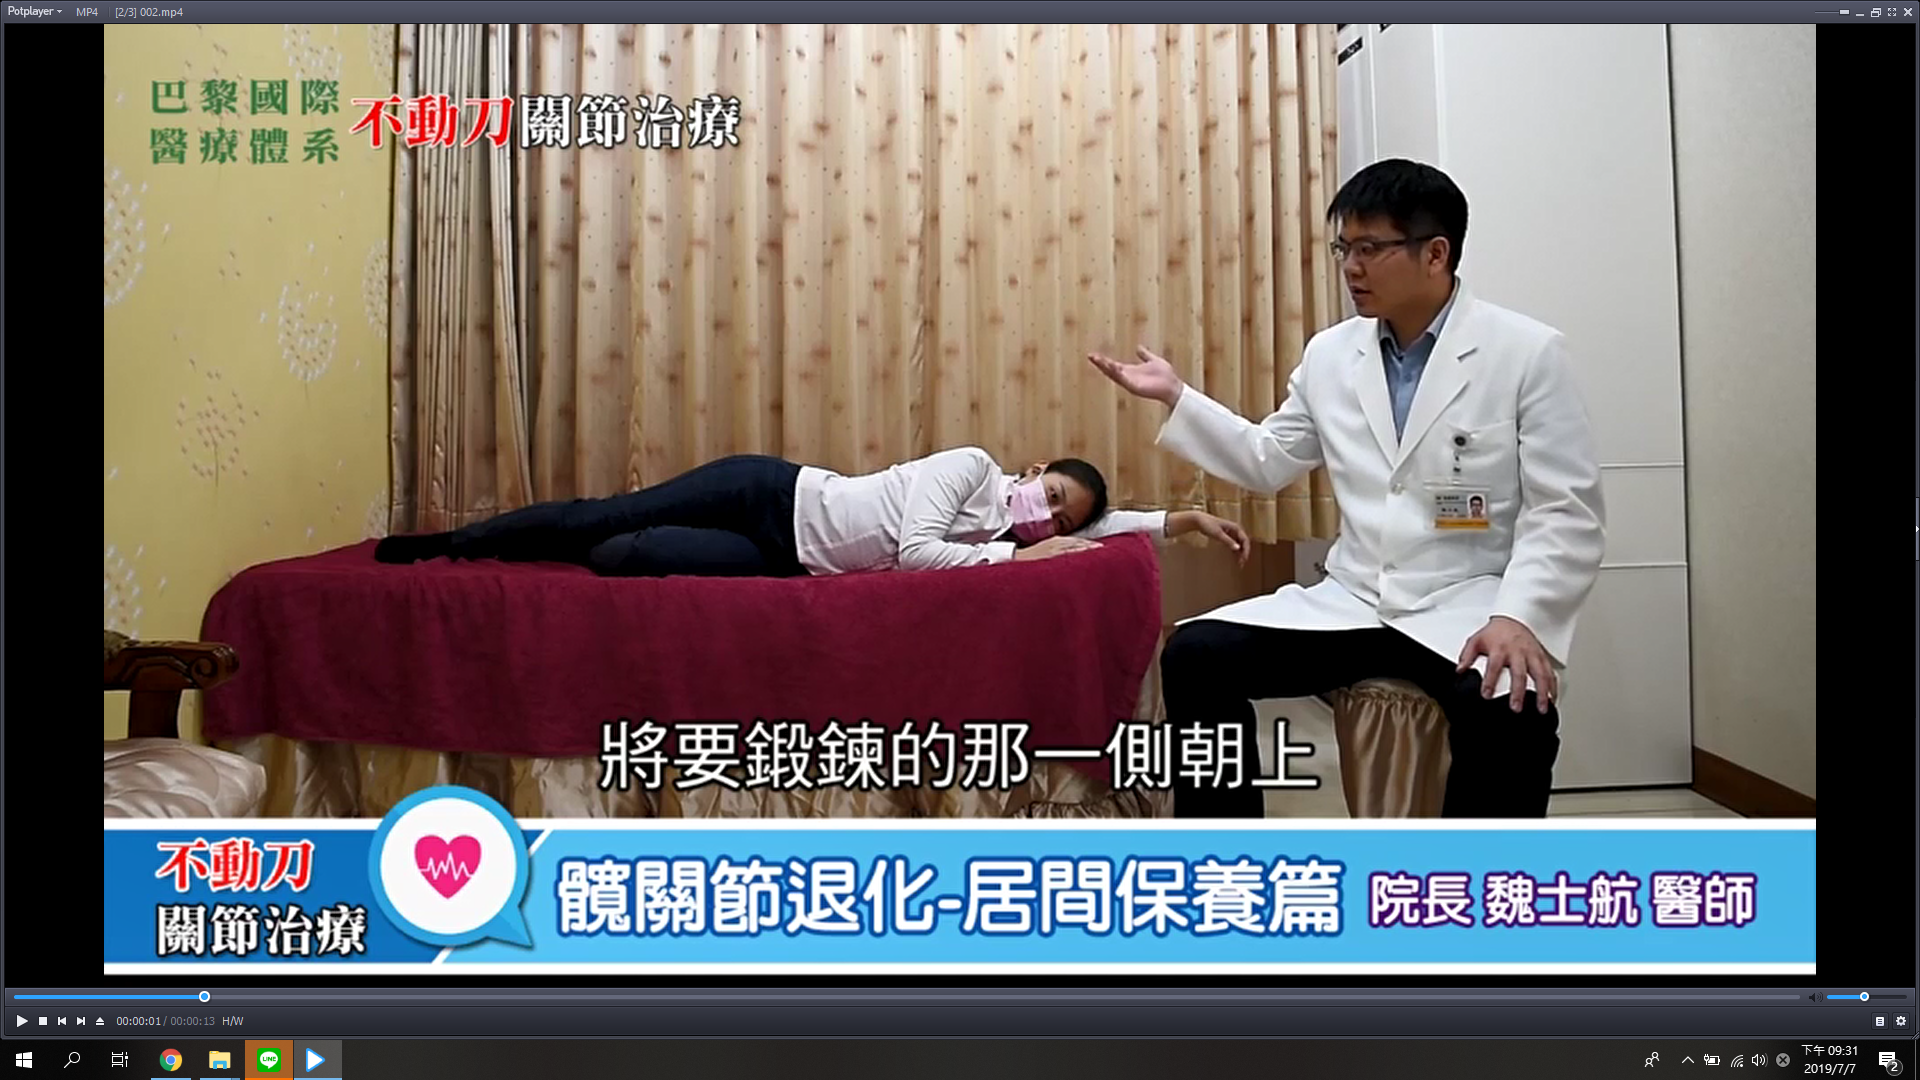 Potplayer
MP4
[2/3] 002.mp4
巴黎國際
醫療體系
不動刀關節治療
將要鍛鍊的那一側朝上
不動刀
關節治療
髖關節退化-居間保養篇 院長 魏士航 醫師
00:00:01 / 00:00:13 H/W
LINE
下午 09:31
2019/7/7
2